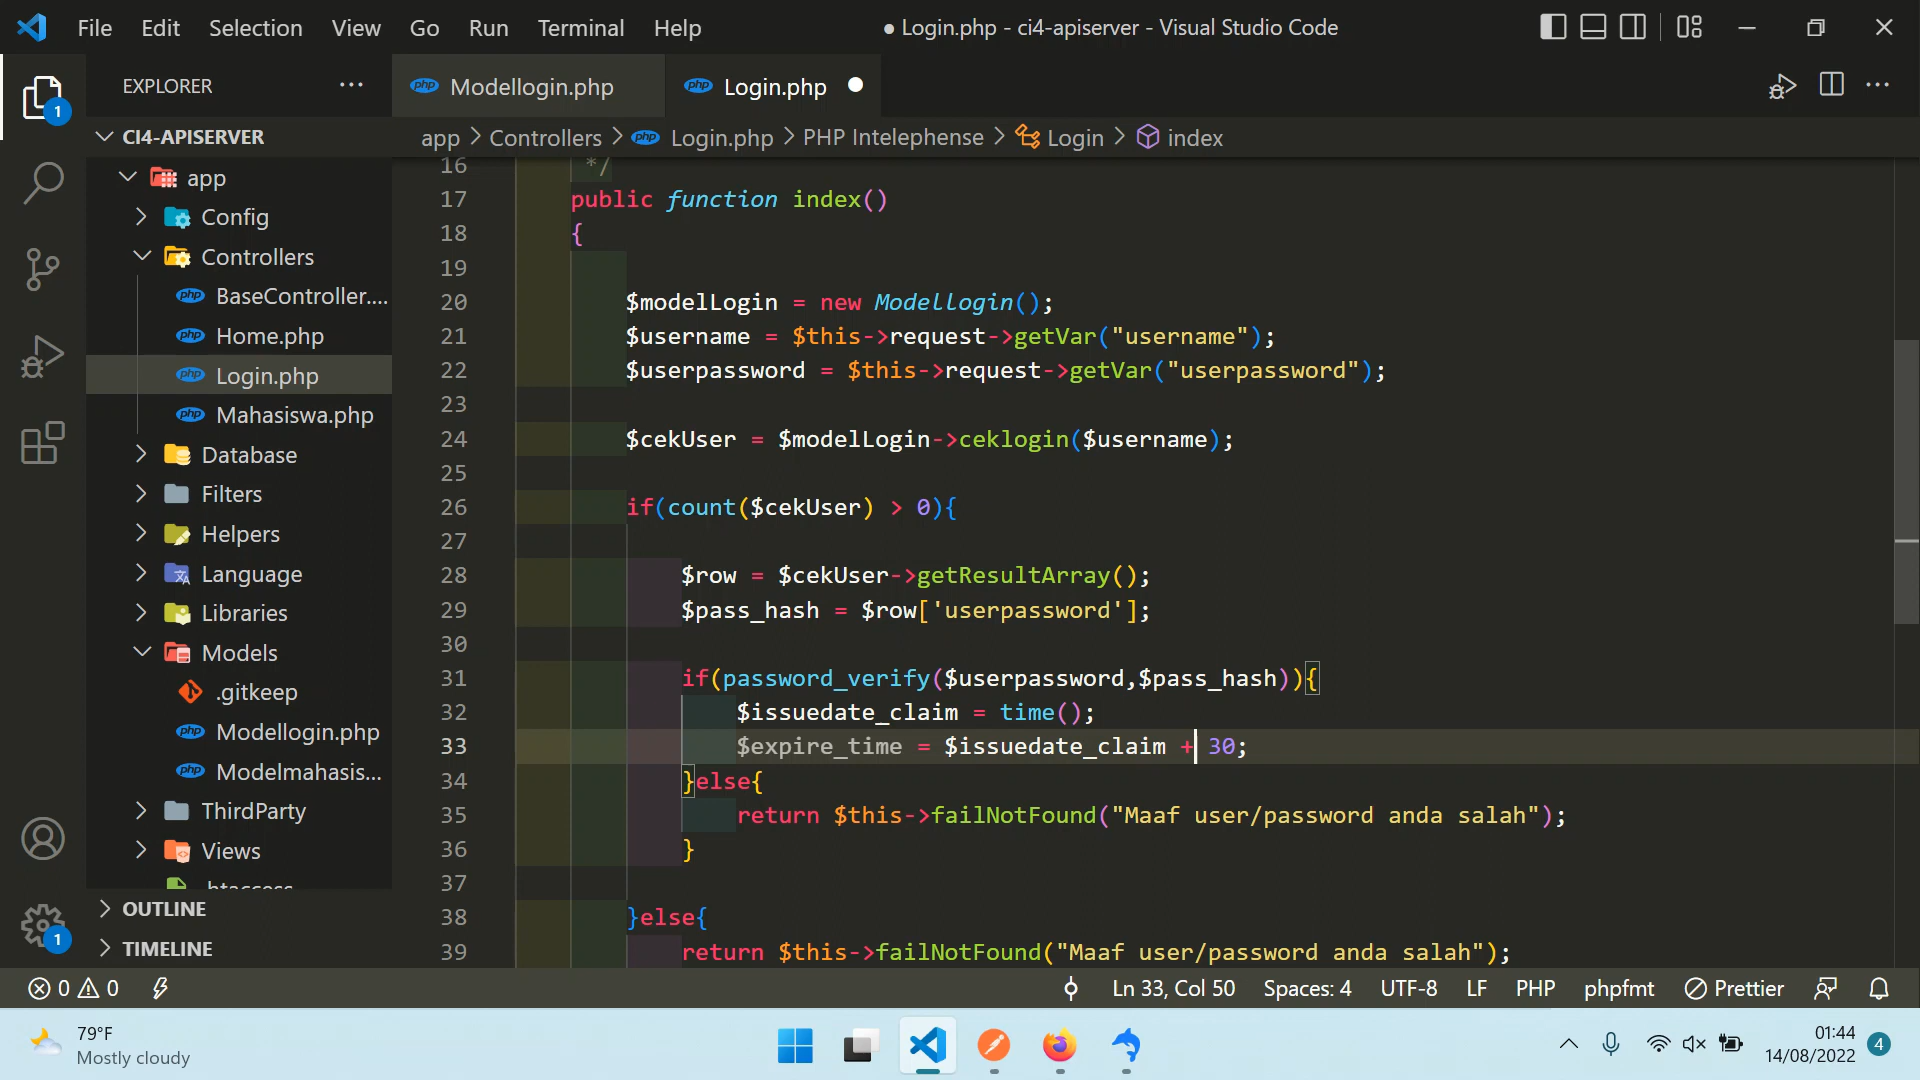 File Edit Selection View Go Run Terminal Help
● Login.php - ci4-apiserver - Visual Studio Code
EXPLORER
Modellogin.php
Login.php
CI4-APISERVER
app > Controllers > Login.php > PHP Intelephense > Login > index
app
Config
Controllers
BaseController....
Home.php
Login.php
Mahasiswa.php
Database
Filters
Helpers
Language
Libraries
Models
.gitkeep
Modellogin.php
Modelmahasis...
ThirdParty
Views
.htaccess
OUTLINE
TIMELINE
1
1
16 */
17 public function index()
18 {
19
20 $modelLogin = new Modellogin();
21 $username = $this->request->getVar("username");
22 $userpassword = $this->request->getVar("userpassword");
23
24 $cekUser = $modelLogin->ceklogin($username);
25
26 if(count($cekUser) > 0){
27
28 $row = $cekUser->getResultArray();
29 $pass_hash = $row['userpassword'];
30
31 if(password_verify($userpassword,$pass_hash)){
32 $issuedate_claim = time();
33 $expire_time = $issuedate_claim + 30;
34 }else{
35 return $this->failNotFound("Maaf user/password anda salah");
36 }
37
38 }else{
39 return $this->failNotFound("Maaf user/password anda salah");
0 0
Ln 33, Col 50 Spaces: 4 UTF-8 LF PHP phpfmt Prettier
79°F
Mostly cloudy
01:44
14/08/2022
4